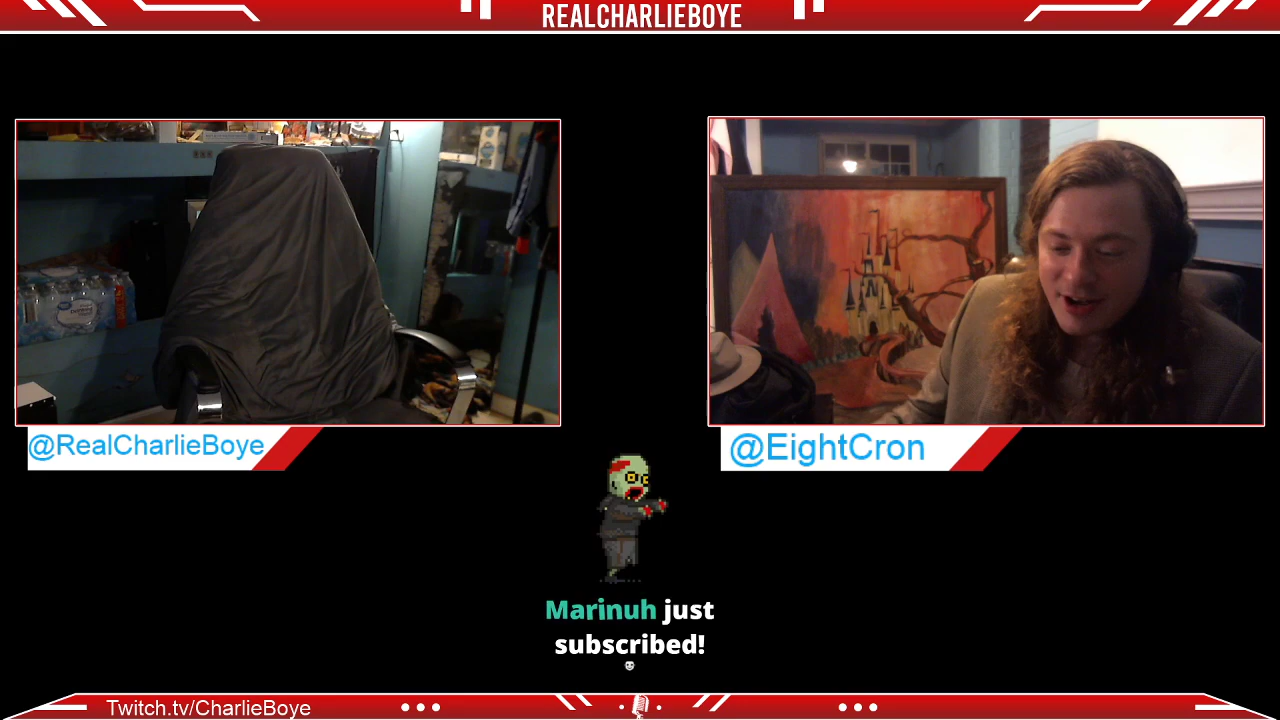 REALCHARLIEBOYE
@RealCharlieBoye
@EightCron
Marinuh just
subscribed!
Twitch.tv/CharlieBoye